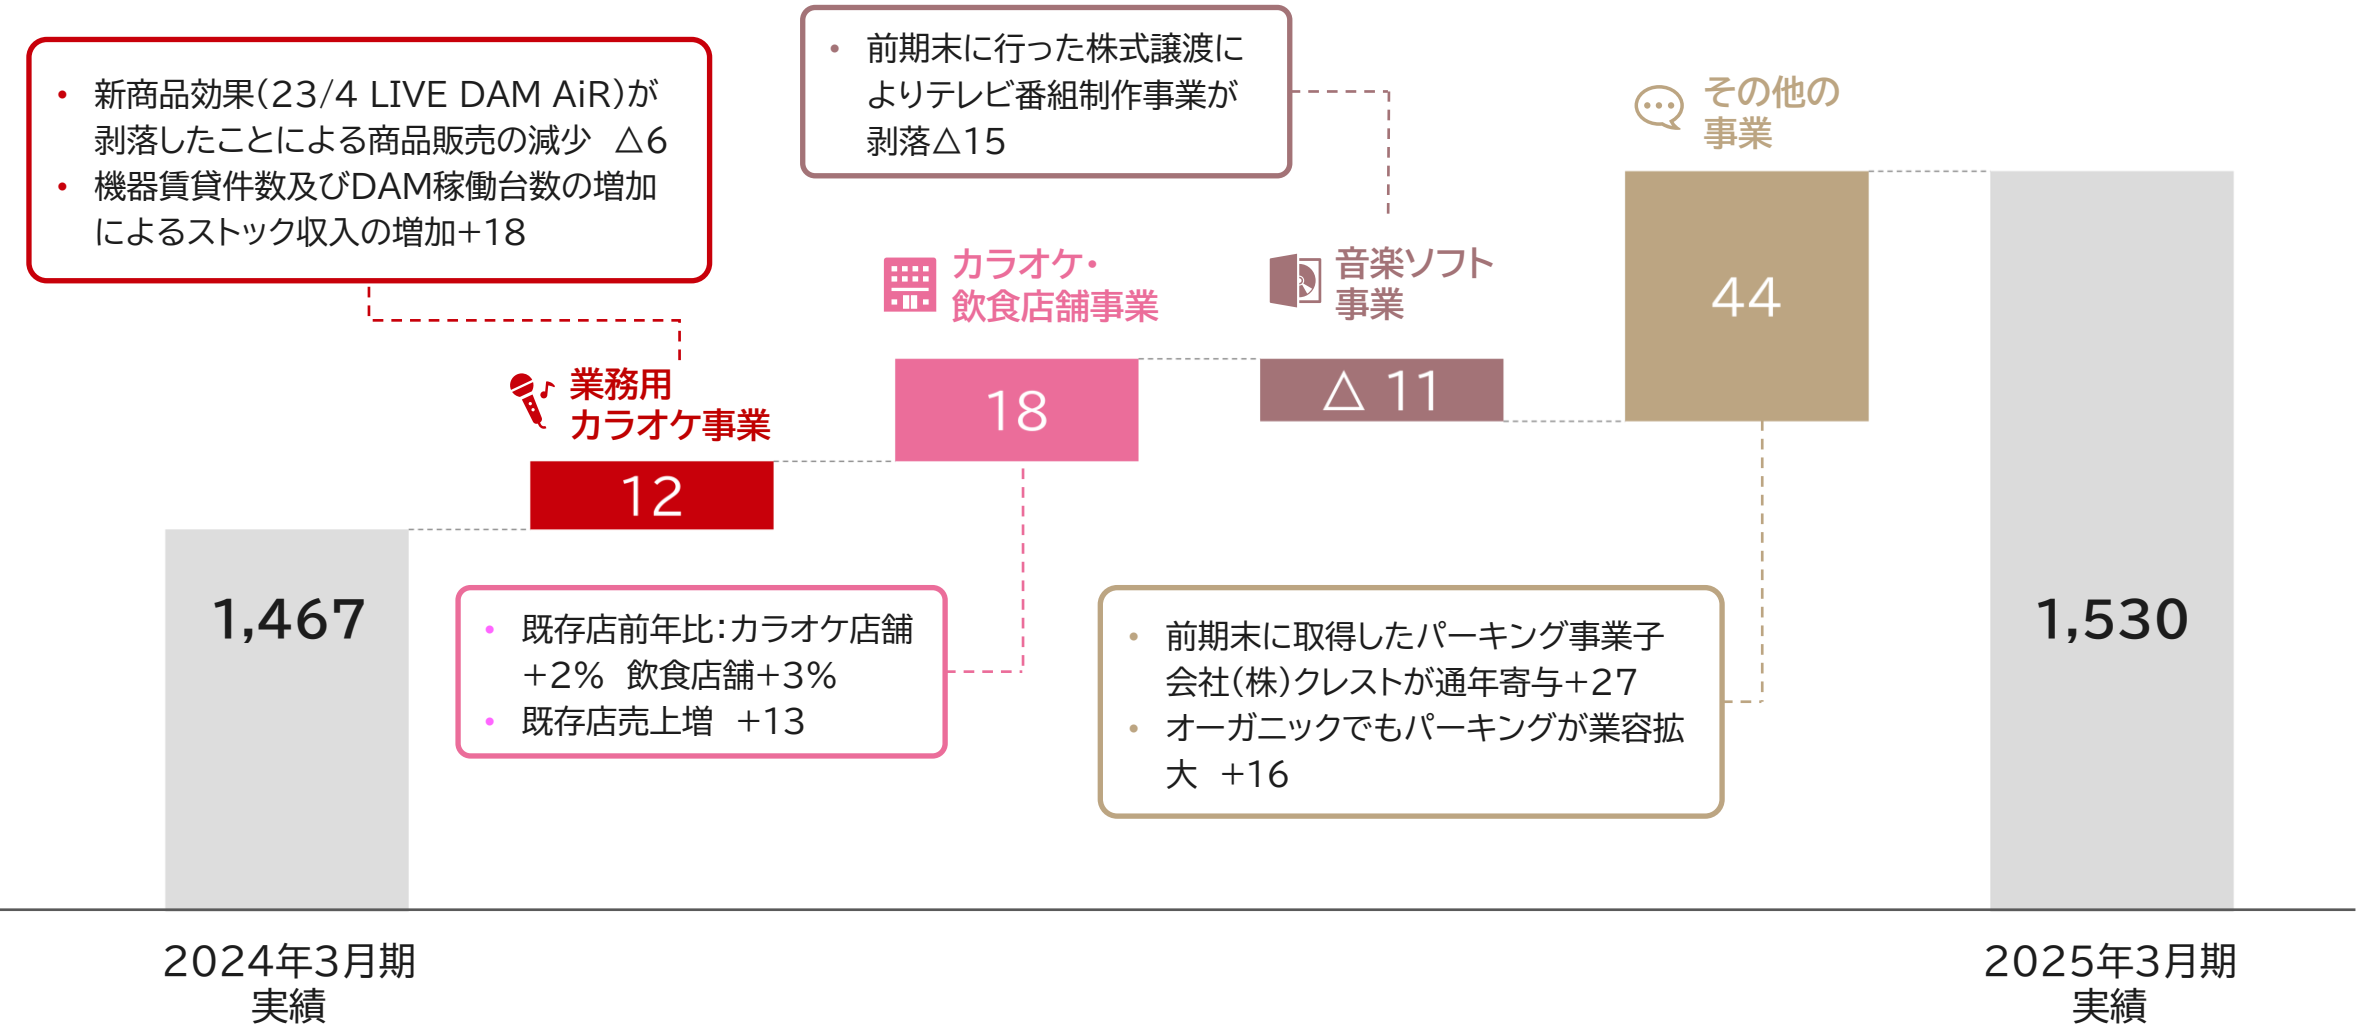 • 新商品効果(23/4 LIVE DAM AiR)が
剥落したことによる商品販売の減少 △6
• 機器賃貸件数及びDAM稼働台数の増加
によるストック収入の増加+18
• 前期末に行った株式譲渡に
よりテレビ番組制作事業が
剥落△15
その他の
事業
カラオケ・
飲食店舗事業
音楽ソフト
事業
業務用
カラオケ事業
44
18
△ 11
12
1,467
1,530
• 既存店前年比:カラオケ店舗
+2% 飲食店舗+3%
• 既存店売上増 +13
• 前期末に取得したパーキング事業子
会社(株)クレストが通年寄与+27
• オーガニックでもパーキングが業容拡
大 +16
2024年3月期
実績
2025年3月期
実績